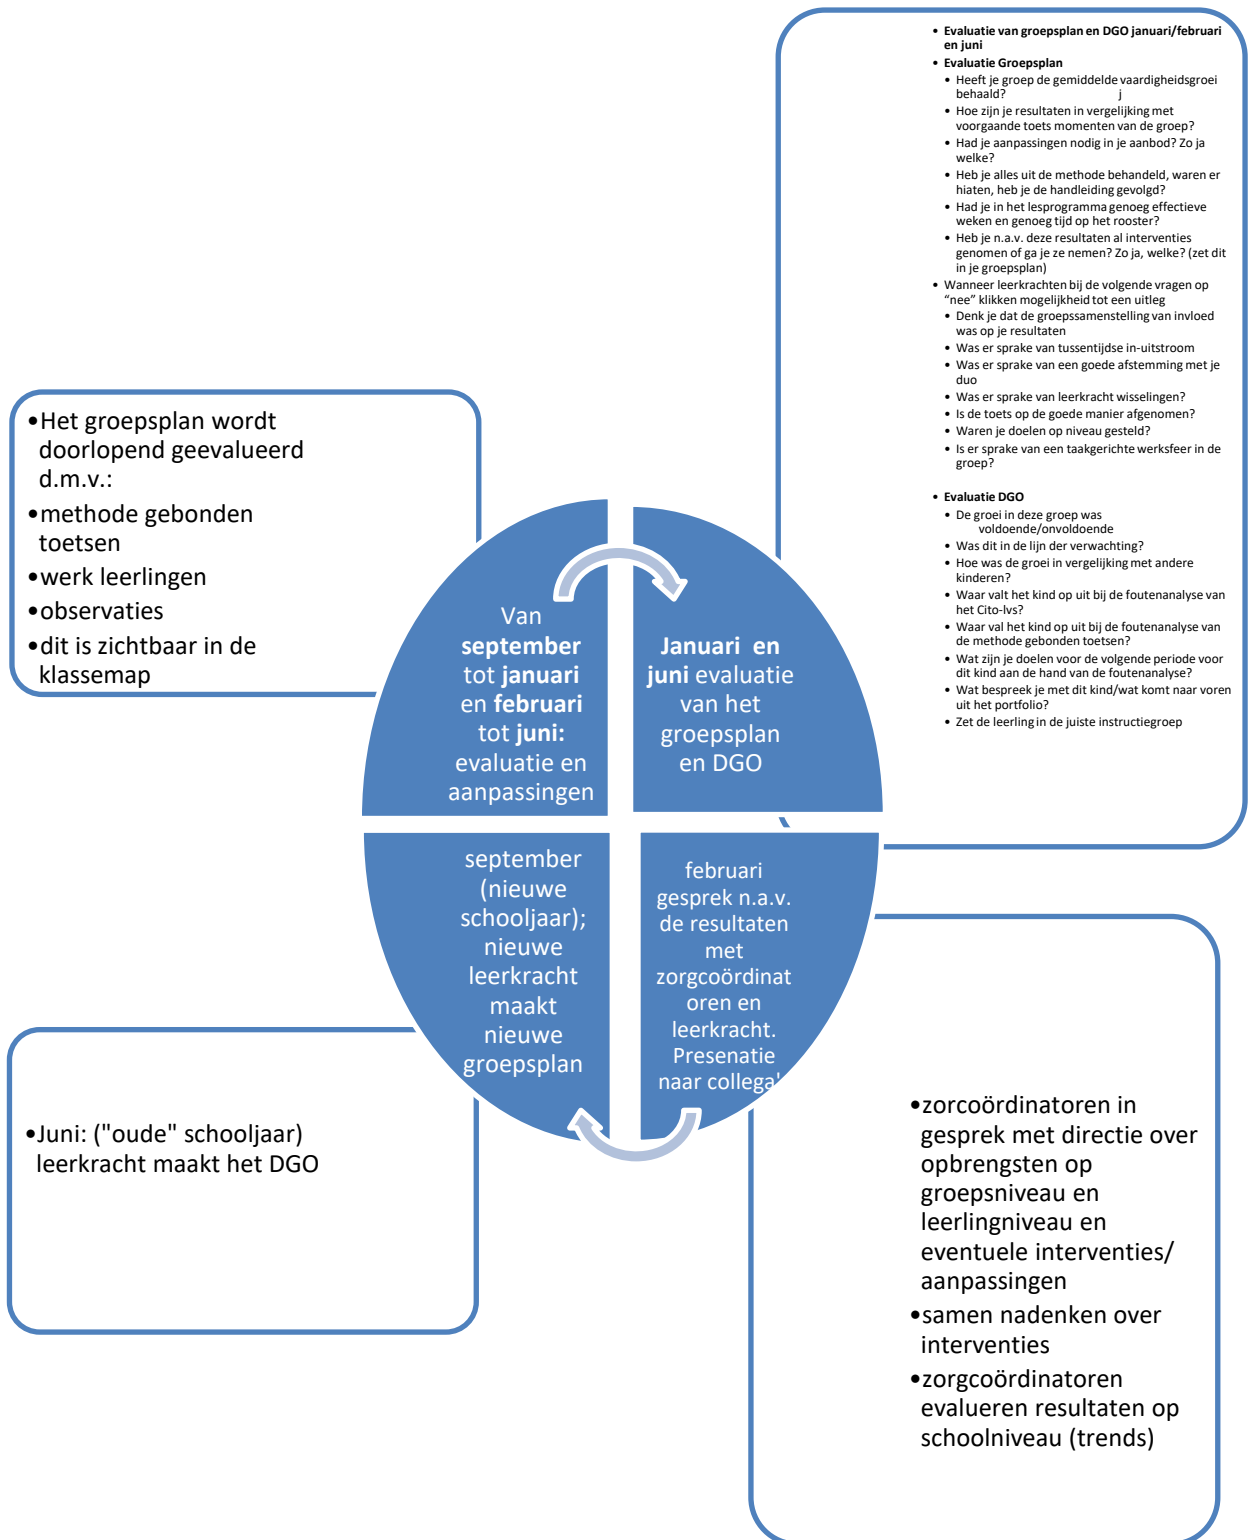 • Evaluatie van groepsplan en DGO januari/februari
en juni
• Evaluatie Groepsplan
• Heeft je groep de gemiddelde vaardigheidsgroei
behaald? j
• Hoe zijn je resultaten in vergelijking met
voorgaande toets momenten van de groep?
• Had je aanpassingen nodig in je aanbod? Zo ja
welke?
• Heb je alles uit de methode behandeld, waren er
hiaten, heb je de handleiding gevolgd?
• Had je in het lesprogramma genoeg effectieve
weken en genoeg tijd op het rooster?
• Heb je n.a.v. deze resultaten al interventies
genomen of ga je ze nemen? Zo ja, welke? (zet dit
in je groepsplan)
• Wanneer leerkrachten bij de volgende vragen op
“nee” klikken mogelijkheid tot een uitleg
• Denk je dat de groepssamenstelling van invloed
was op je resultaten
• Was er sprake van tussentijdse in-uitstroom
• Was er sprake van een goede afstemming met je
duo
• Was er sprake van leerkracht wisselingen?
• Is de toets op de goede manier afgenomen?
• Waren je doelen op niveau gesteld?
• Is er sprake van een taakgerichte werksfeer in de
groep?
• Evaluatie DGO
• De groei in deze groep was
voldoende/onvoldoende
• Was dit in de lijn der verwachting?
• Hoe was de groei in vergelijking met andere
kinderen?
• Waar valt het kind op uit bij de foutenanalyse van
het Cito-lvs?
• Waar val het kind op uit bij de foutenanalyse van
de methode gebonden toetsen?
• Wat zijn je doelen voor de volgende periode voor
dit kind aan de hand van de foutenanalyse?
• Wat bespreek je met dit kind/wat komt naar voren
uit het portfolio?
• Zet de leerling in de juiste instructiegroep
•Het groepsplan wordt
doorlopend geevalueerd
d.m.v.:
•methode gebonden
toetsen
•werk leerlingen
•observaties
•dit is zichtbaar in de
klassemap
Van
september
tot januari
en februari
tot juni:
evaluatie en
aanpassingen
Januari en
juni evaluatie
van het
groepsplan
en DGO
september
(nieuwe
schooljaar);
nieuwe
leerkracht
maakt
nieuwe
groepsplan
februari
gesprek n.a.v.
de resultaten
met
zorgcoördinat
oren en
leerkracht.
Presenatie
naar collega'
•Juni: ("oude" schooljaar)
leerkracht maakt het DGO
•zorcoördinatoren in
gesprek met directie over
opbrengsten op
groepsniveau en
leerlingniveau en
eventuele interventies/
aanpassingen
•samen nadenken over
interventies
•zorgcoördinatoren
evalueren resultaten op
schoolniveau (trends)